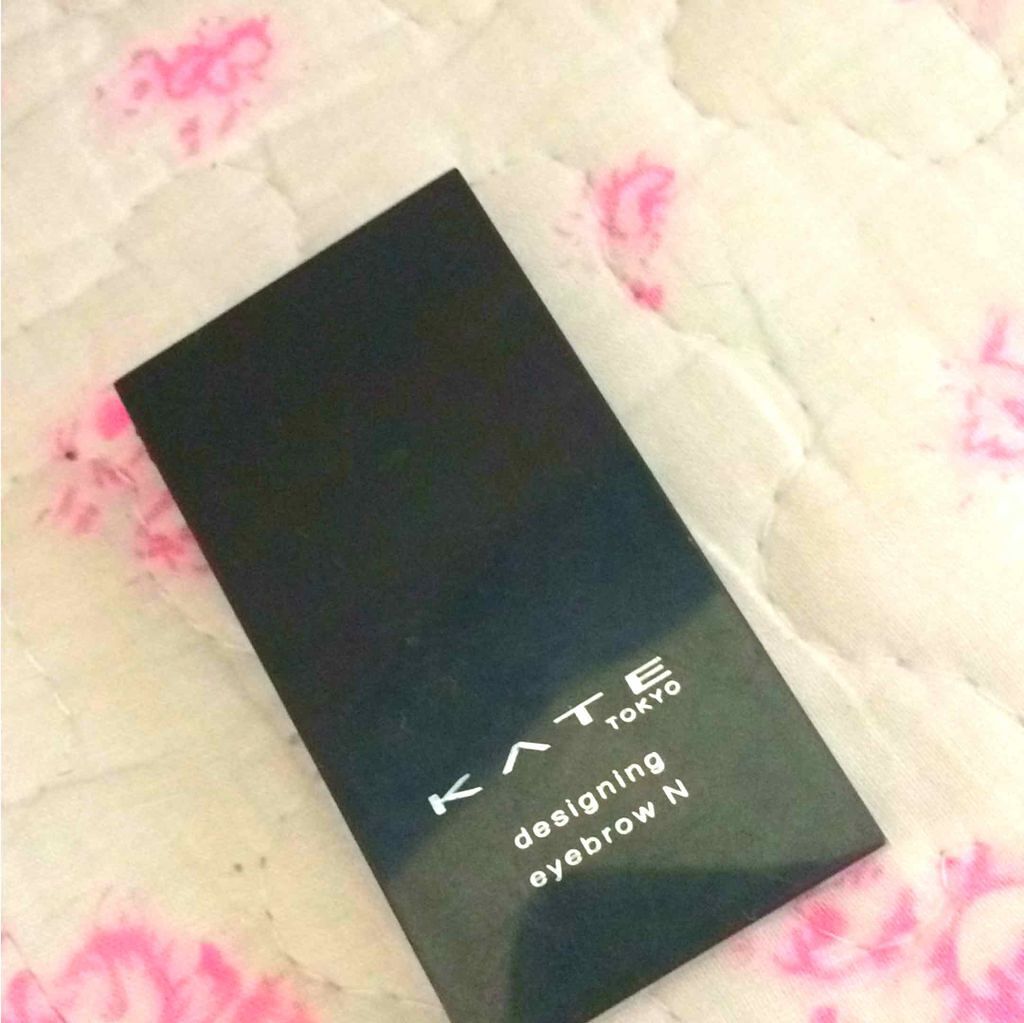 KATE
TOKYO
designing
eyebrow N